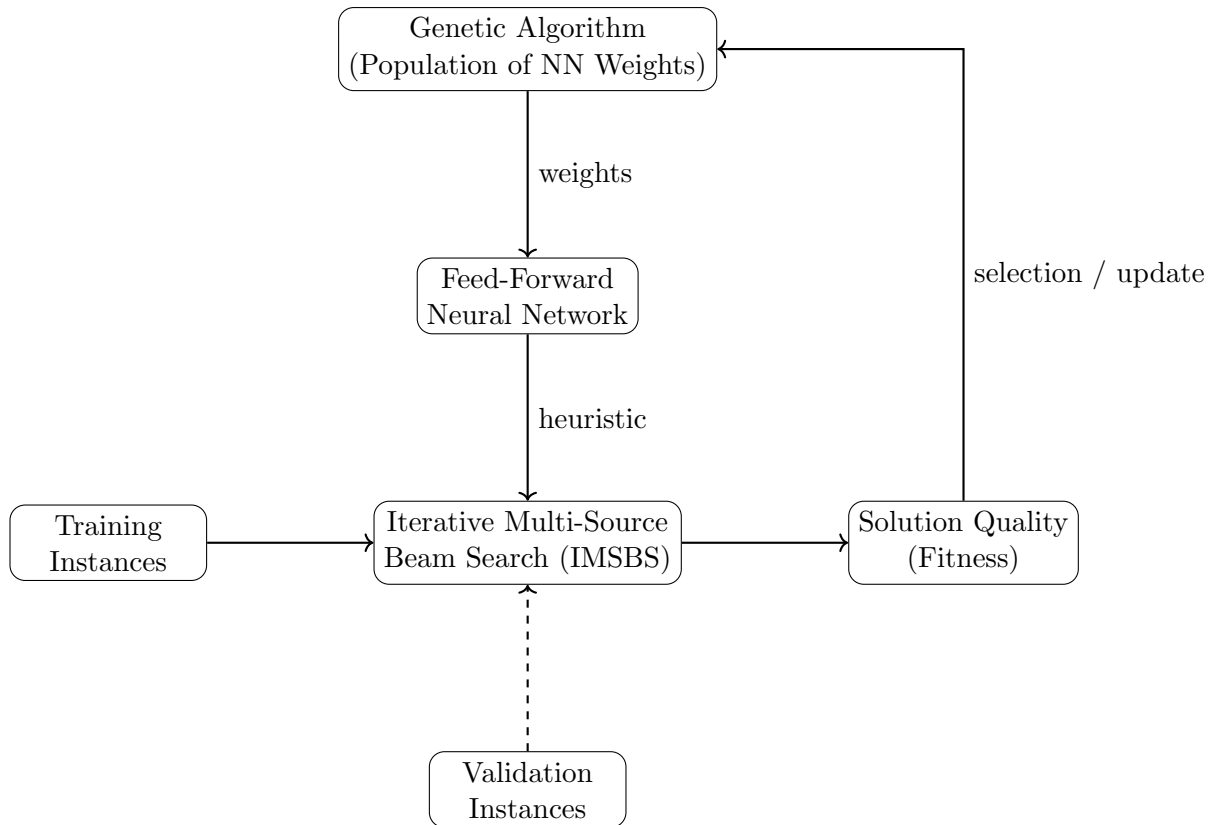 Genetic Algorithm
(Population of NN Weights)
weights
selection / update
Feed-Forward
Neural Network
heuristic
Training
Instances
Iterative Multi-Source
Beam Search (IMSBS)
Solution Quality
(Fitness)
Validation
Instances